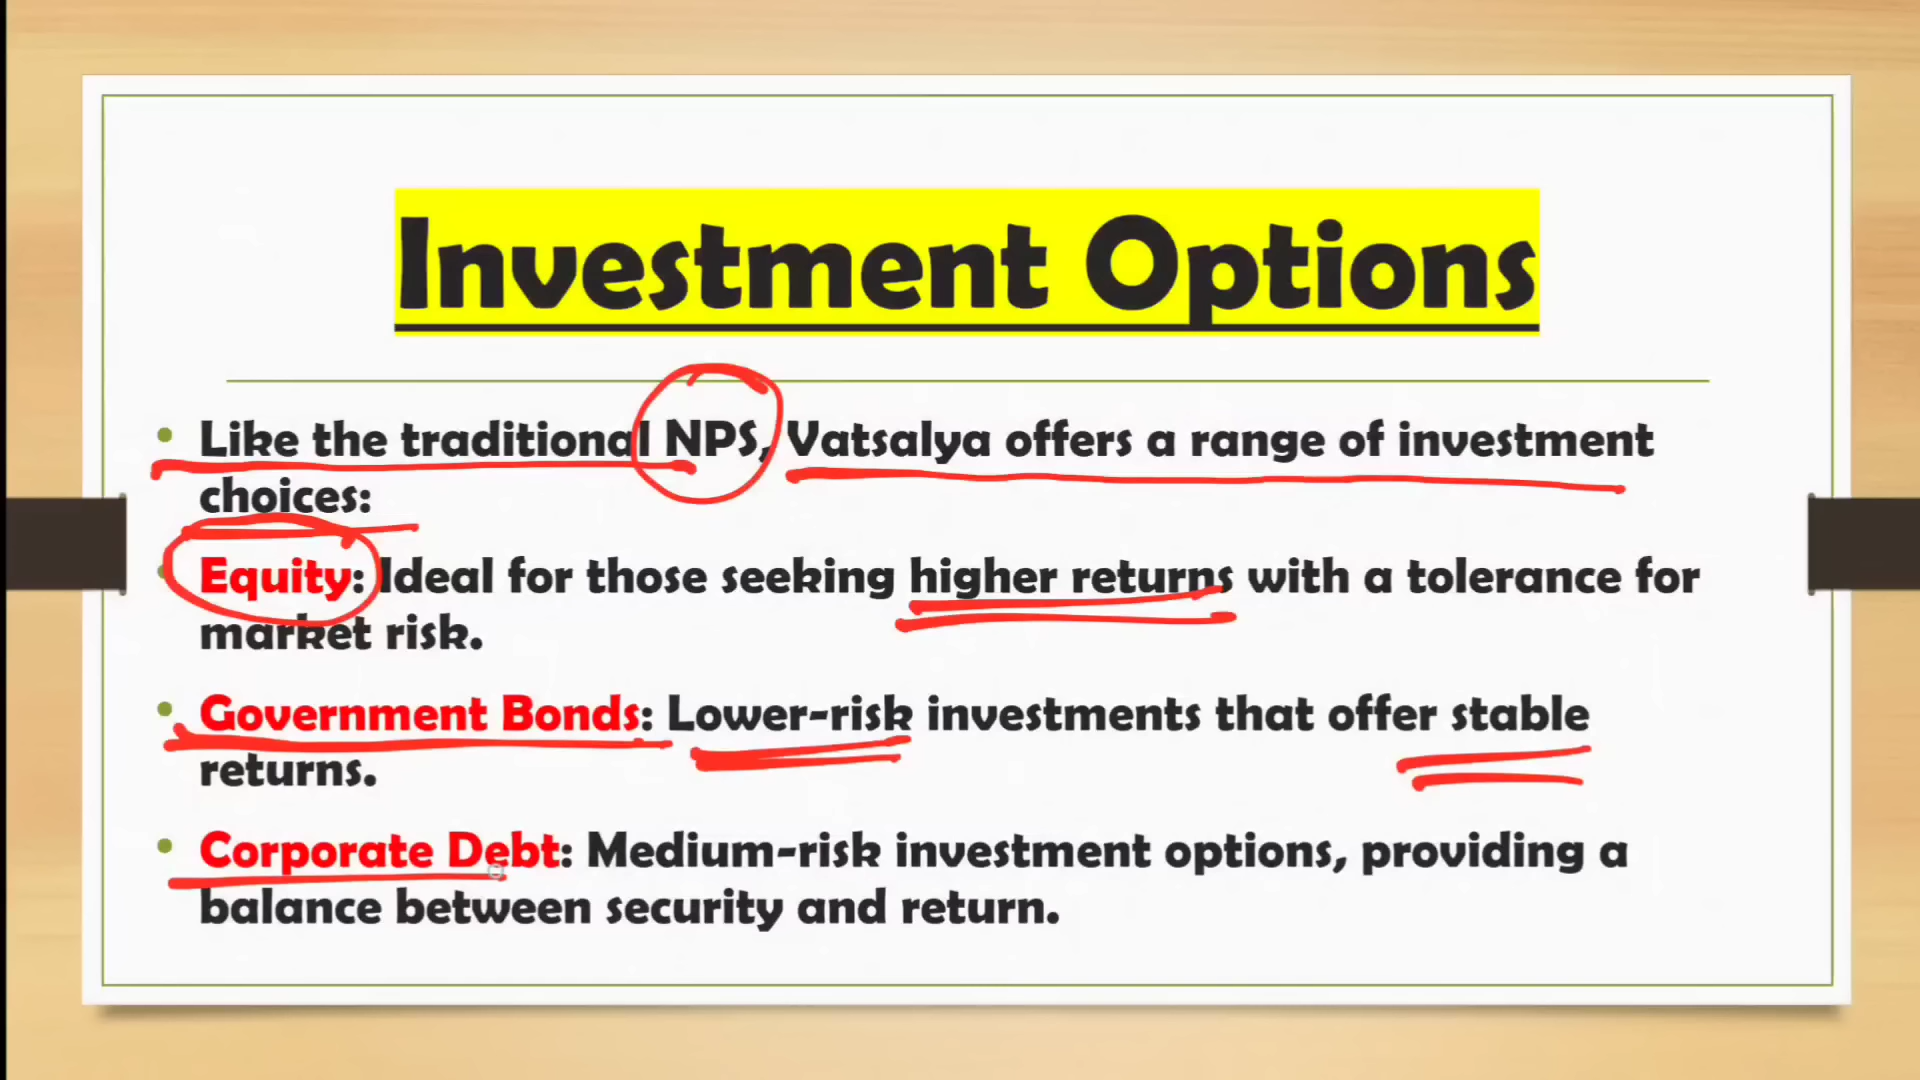 Investment Options
• Like the traditional NPS, Vatsalya offers a range of investment
choices:
• Equity: Ideal for those seeking higher returns with a tolerance for
market risk.
• Government Bonds: Lower-risk investments that offer stable
returns.
• Corporate Debt: Medium-risk investment options, providing a
balance between security and return.